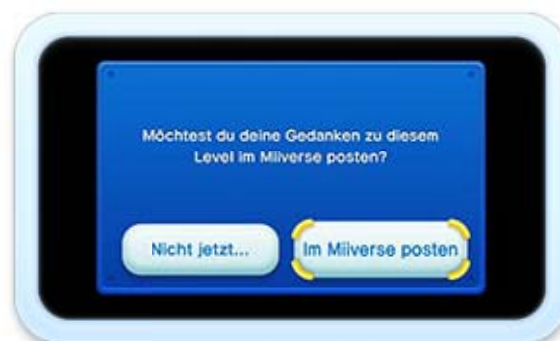 Möchtest du deine Gedanken zu diesem
Level im Miiverse posten?
Nicht jetzt...
Im Miiverse posten